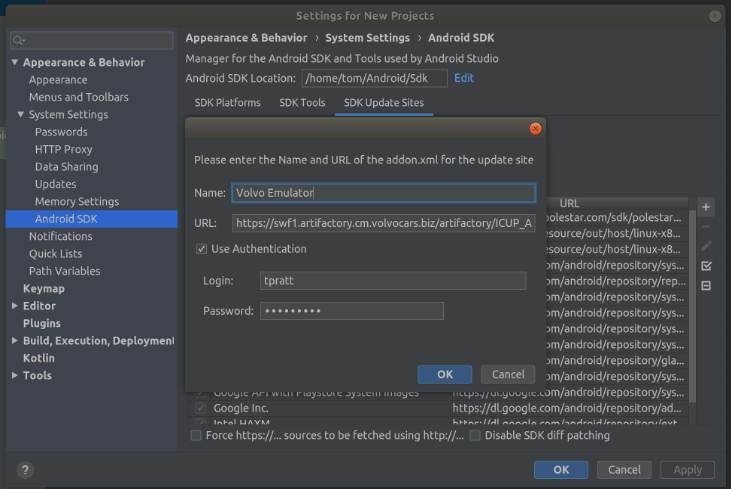 Settings for New Projects
Appearance & Behavior › System Settings › Android SDK
Manager for the Android SDK and Tools used by Android Studio
Android SDK Location: /home/tom/Android/Sdk Edit
SDK Platforms SDK Tools SDK Update Sites
Appearance & Behavior
Appearance
Menus and Toolbars
System Settings
Passwords
HTTP Proxy
Data Sharing
Updates
Memory Settings
Android SDK
Notifications
Quick Lists
Path Variables
Keymap
Editor
Plugins
Build, Execution, Deployment
Kotlin
Tools
Please enter the Name and URL of the addon.xml for the update site
Name: Volvo Emulator
URL: https://swf1.artifactory.cm.volvocars.biz/artifactory/ICUP_A
Use Authentication
Login: tpratt
Password: •••••••••
OK Cancel
URL
polestar.com/sdk/polestar...
esource/out/host/linux-x8...
esource/out/host/linux-x8...
om/android/repository/sys...
om/android/repository/rep...
om/android/repository/sys...
om/android/repository/sys...
om/android/repository/sys...
om/android/repository/sys...
om/android/repository/gla...
om/android/repository/sys...
Google API with Playstore System Images https://dl.google.com/android/repository/sys...
Google Inc. https://dl.google.com/android/repository/ad...
Intel HAXM https://dl.google.com/android/repository/ext...
Force https://... sources to be fetched using http://... Disable SDK diff patching
? OK Cancel Apply